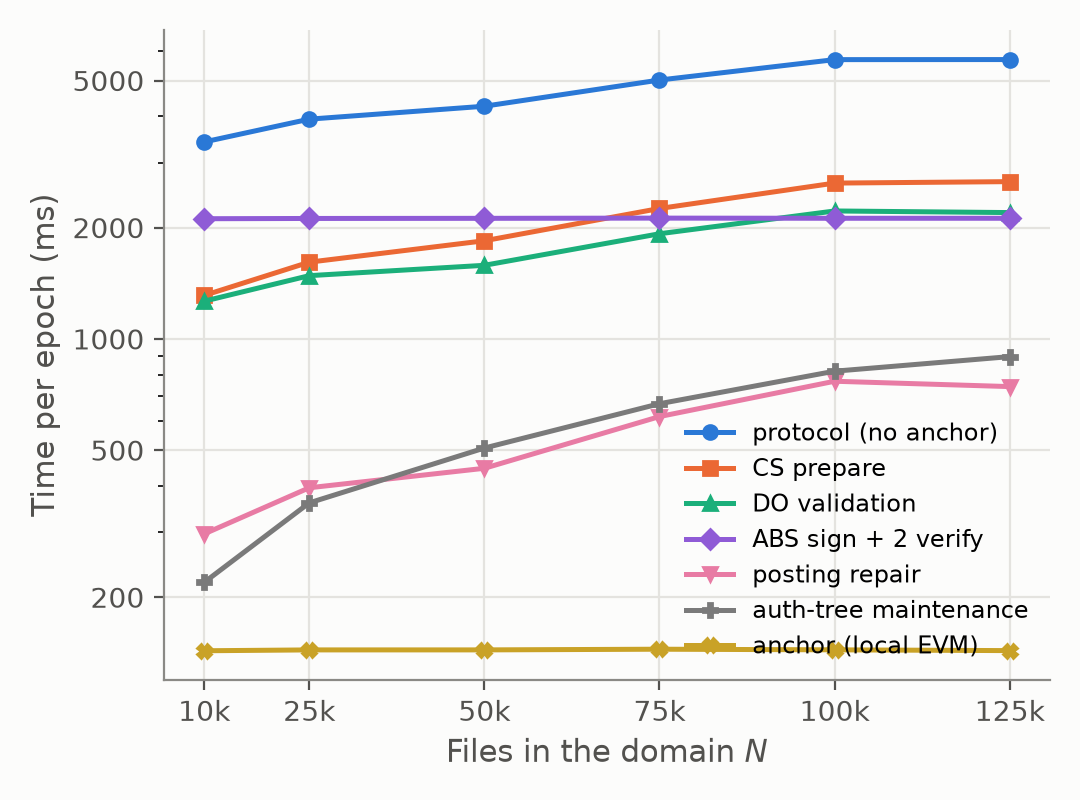 5000
2000
1000
500
200
Time per epoch (ms)
protocol (no anchor)
CS prepare
DO validation
ABS sign + 2 verify
posting repair
auth-tree maintenance
anchor (local EVM)
10k 25k 50k 75k 100k 125k
Files in the domain N